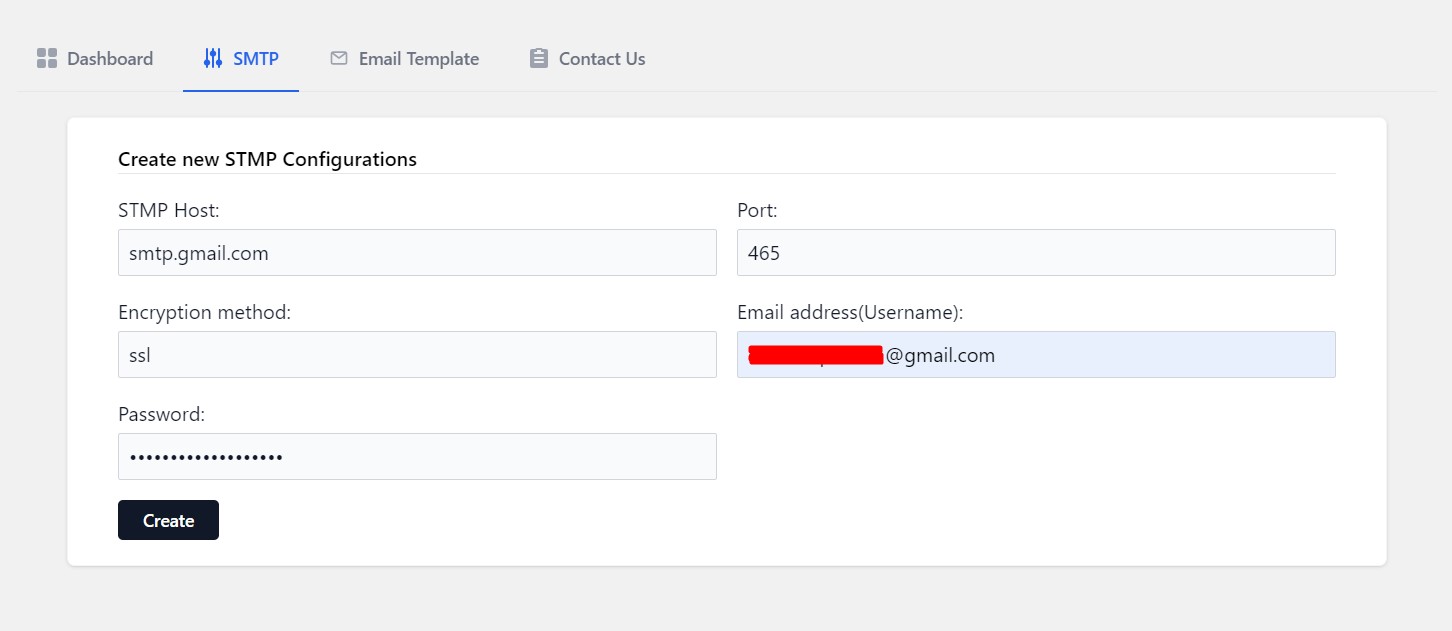 Dashboard SMTP Email Template Contact Us
Create new STMP Configurations
STMP Host: Port:
smtp.gmail.com 465
Encryption method: Email address(Username):
ssl @gmail.com
Password:
•••••••••••••••••••
Create